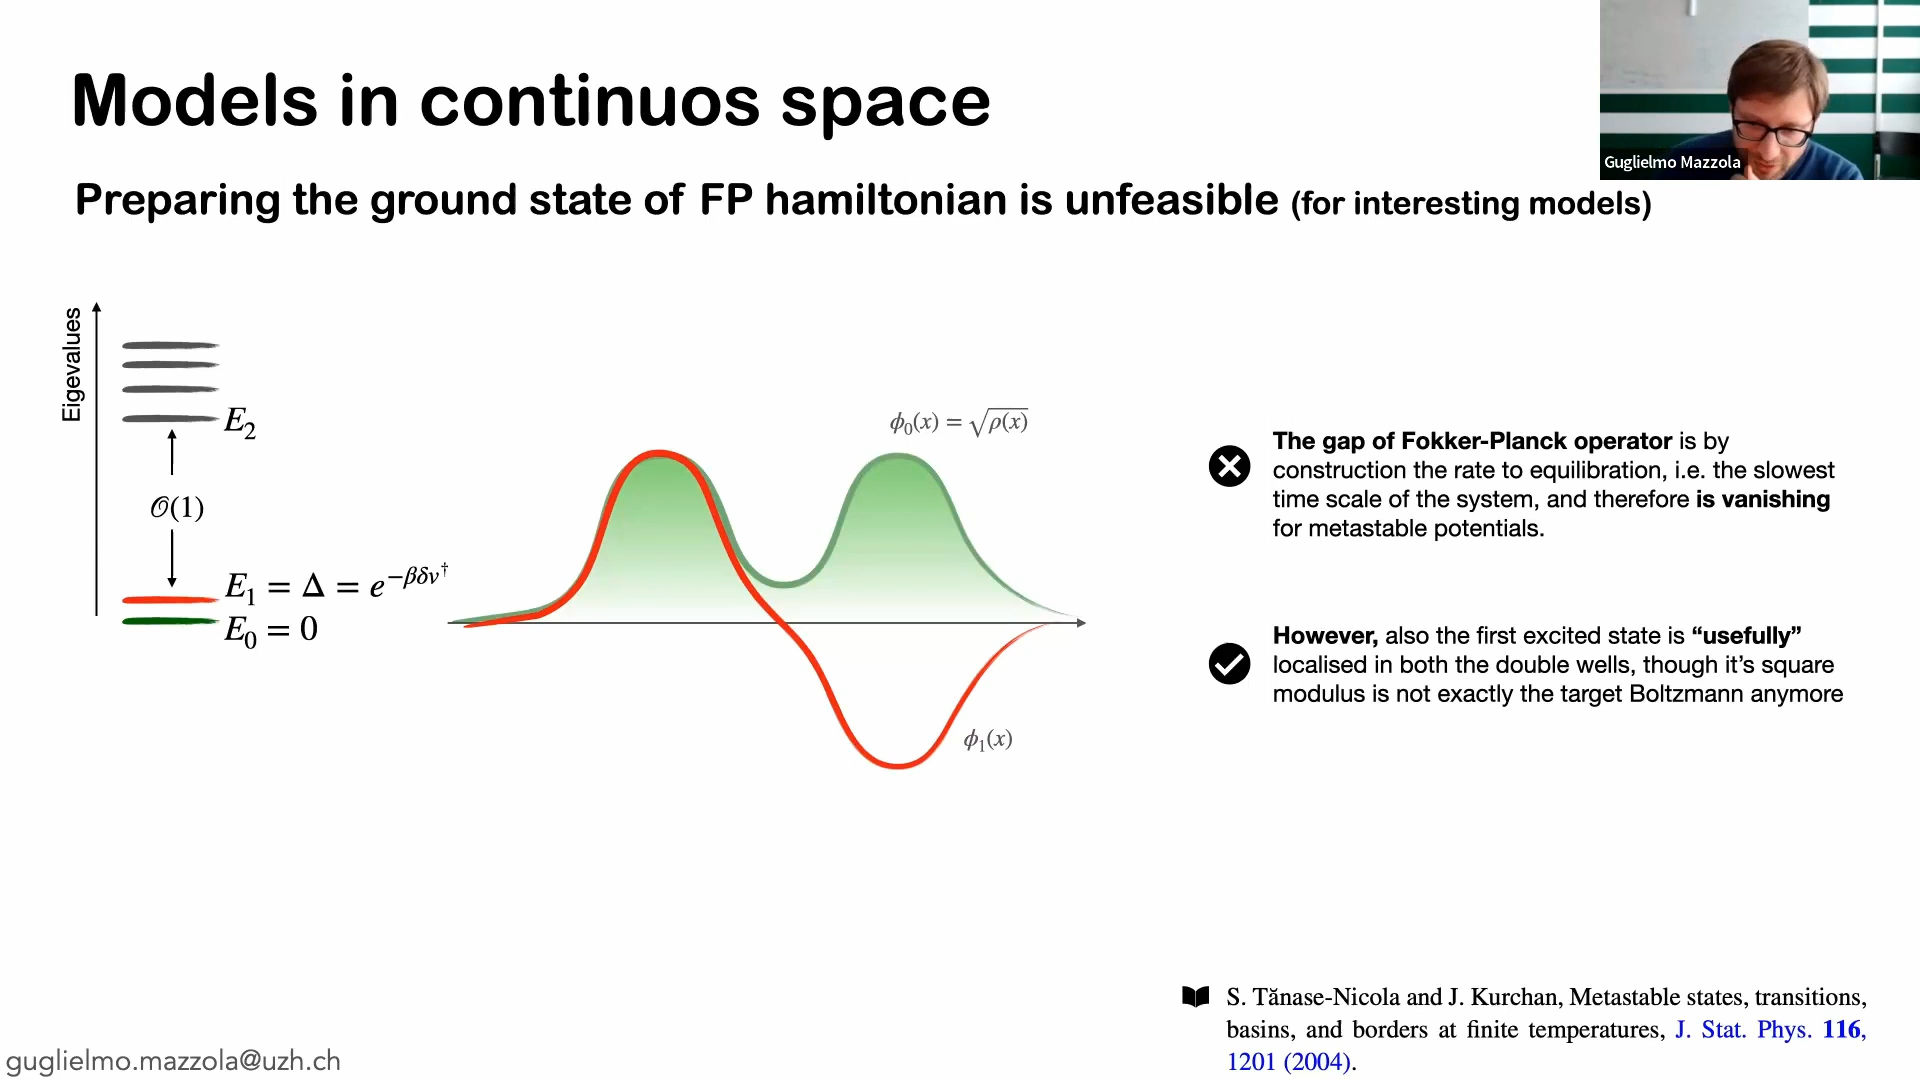 Models in continuos space
Guglielmo Mazzola
Preparing the ground state of FP hamiltonian is unfeasible (for interesting models)
Eigevalues
E₂
𝒪(1)
E₁ = Δ = e^{−βδv†}
E₀ = 0
ϕ₀(x) = √ρ(x)
ϕ₁(x)
The gap of Fokker-Planck operator is by
construction the rate to equilibration, i.e. the slowest
time scale of the system, and therefore is vanishing
for metastable potentials.
However, also the first excited state is “usefully”
localised in both the double wells, though it’s square
modulus is not exactly the target Boltzmann anymore
S. Tănase-Nicola and J. Kurchan, Metastable states, transitions,
basins, and borders at finite temperatures, J. Stat. Phys. 116,
1201 (2004).
guglielmo.mazzola@uzh.ch